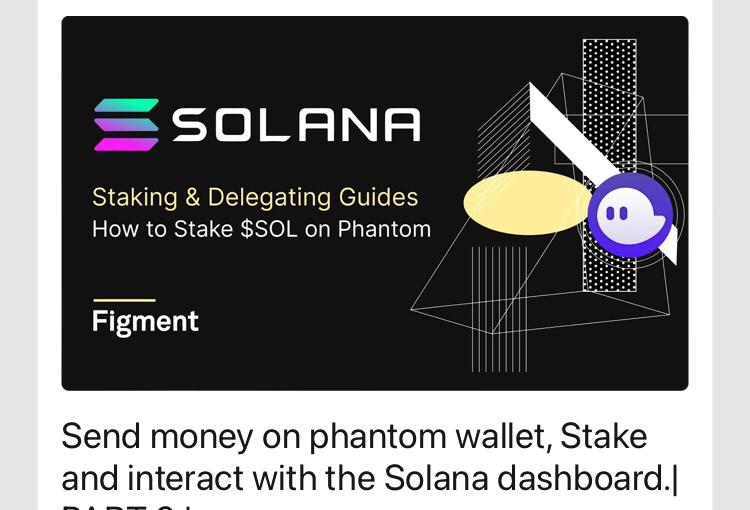 SOLANA
Staking & Delegating Guides
How to Stake $SOL on Phantom
Figment
Send money on phantom wallet, Stake
and interact with the Solana dashboard.|